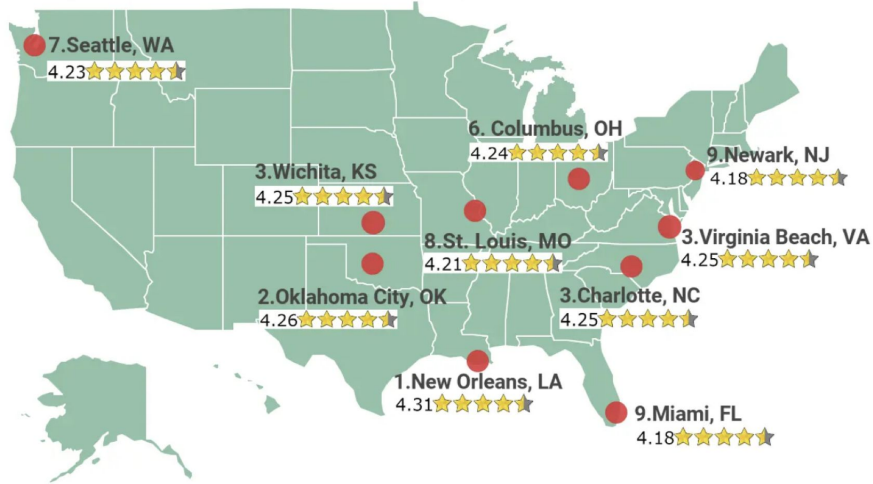 7.Seattle, WA
4.23
6. Columbus, OH
4.24
9.Newark, NJ
4.18
3.Wichita, KS
4.25
8.St. Louis, MO
4.21
3.Virginia Beach, VA
4.25
2.Oklahoma City, OK
4.26
3.Charlotte, NC
4.25
1.New Orleans, LA
4.31
9.Miami, FL
4.18